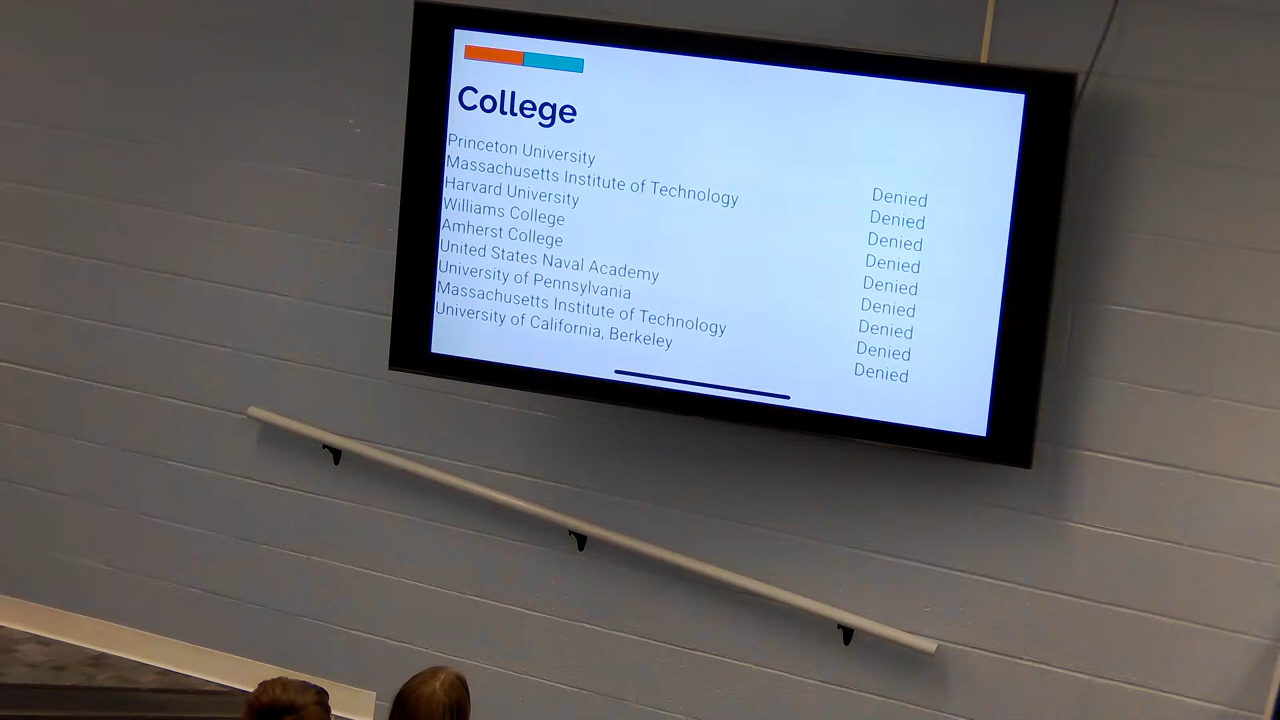 College
Princeton University Denied
Massachusetts Institute of Technology Denied
Harvard University Denied
Williams College Denied
Amherst College Denied
United States Naval Academy Denied
University of Pennsylvania Denied
Massachusetts Institute of Technology Denied
University of California, Berkeley Denied